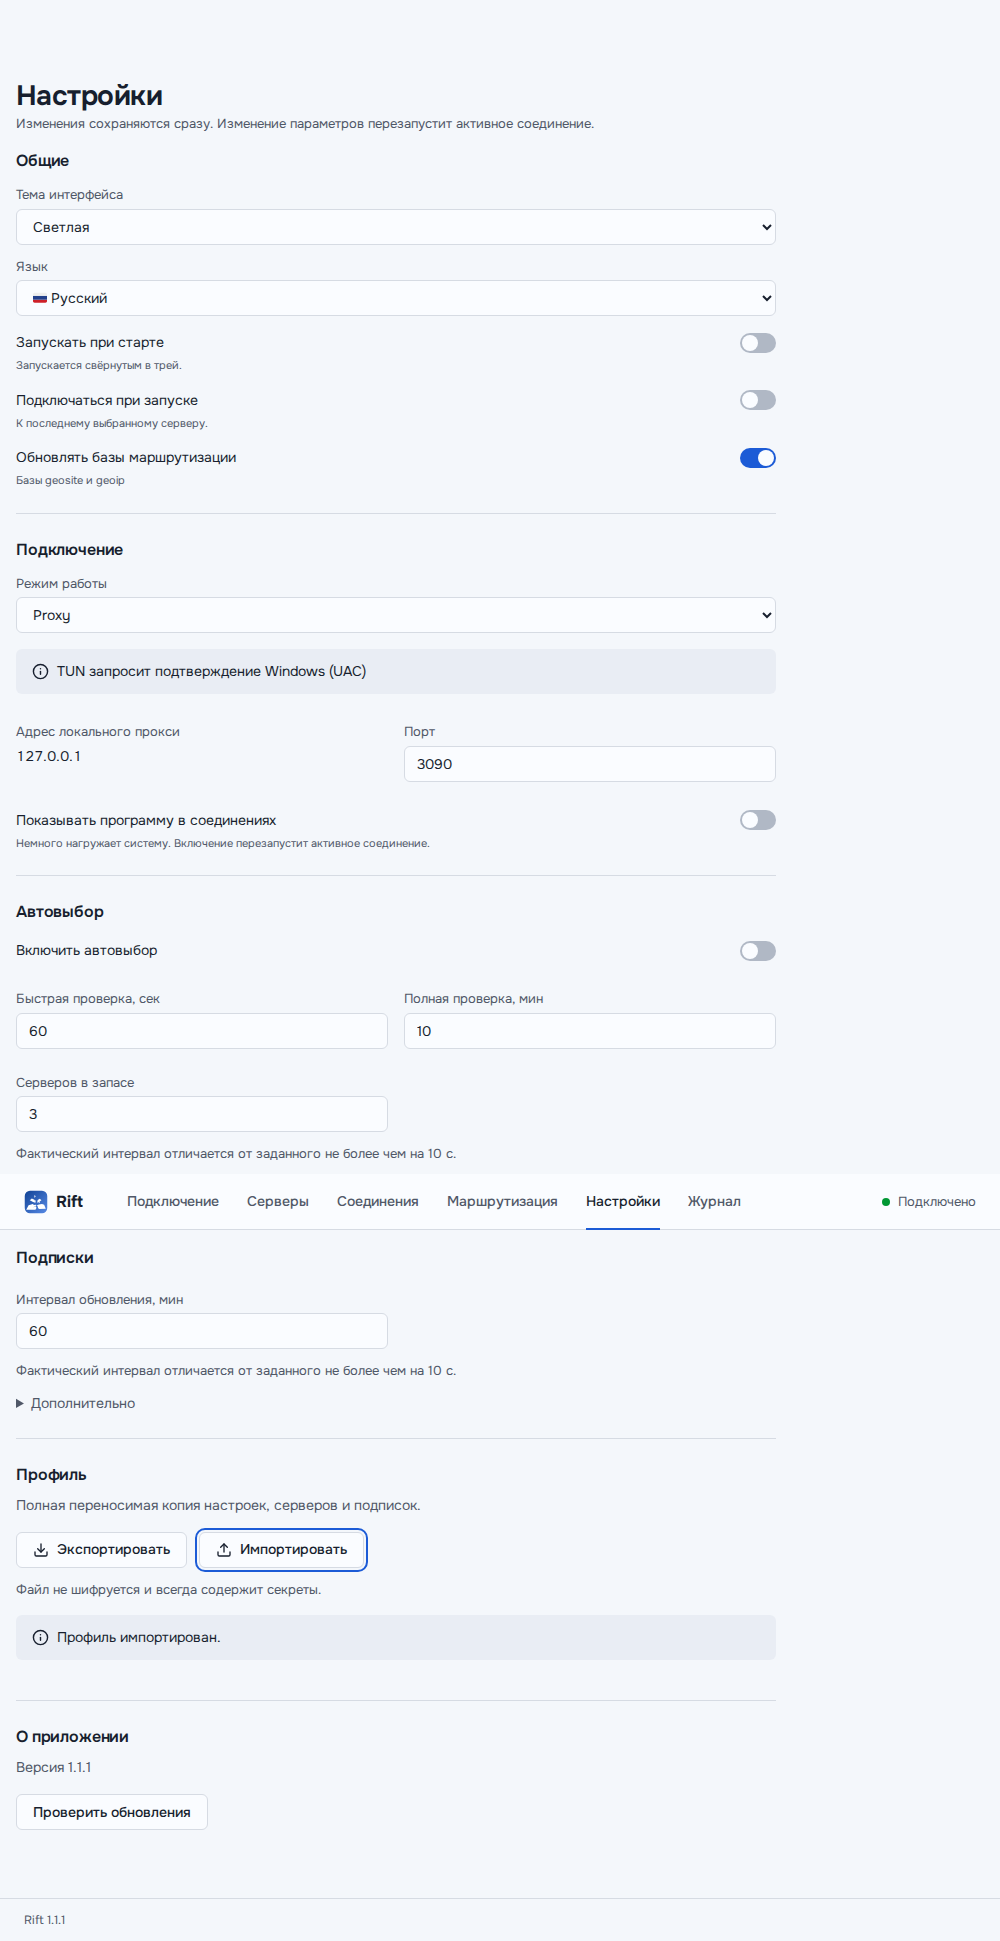 Настройки
Изменения сохраняются сразу. Изменение параметров перезапустит активное соединение.
Общие
Тема интерфейса
Светлая
Язык
Русский
Запускать при старте
Запускается свёрнутым в трей.
Подключаться при запуске
К последнему выбранному серверу.
Обновлять базы маршрутизации
Базы geosite и geoip
Подключение
Режим работы
Proxy
TUN запросит подтверждение Windows (UAC)
Адрес локального прокси
Порт
127.0.0.1
3090
Показывать программу в соединениях
Немного нагружает систему. Включение перезапустит активное соединение.
Автовыбор
Включить автовыбор
Быстрая проверка, сек
Полная проверка, мин
60
10
Серверов в запасе
3
Фактический интервал отличается от заданного не более чем на 10 с.
Rift Подключение Серверы Соединения Маршрутизация Настройки Журнал Подключено
Подписки
Интервал обновления, мин
60
Фактический интервал отличается от заданного не более чем на 10 с.
Дополнительно
Профиль
Полная переносимая копия настроек, серверов и подписок.
Экспортировать Импортировать
Файл не шифруется и всегда содержит секреты.
Профиль импортирован.
О приложении
Версия 1.1.1
Проверить обновления
Rift 1.1.1